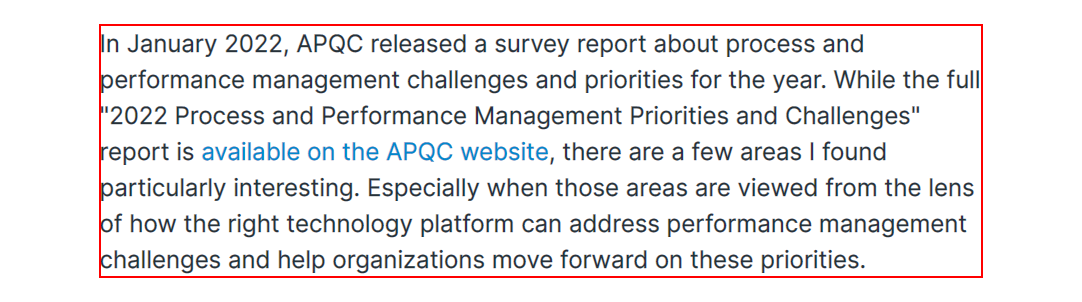 In January 2022, APQC released a survey report about process and
performance management challenges and priorities for the year. While the full
"2022 Process and Performance Management Priorities and Challenges"
report is available on the APQC website, there are a few areas I found
particularly interesting. Especially when those areas are viewed from the lens
of how the right technology platform can address performance management
challenges and help organizations move forward on these priorities.